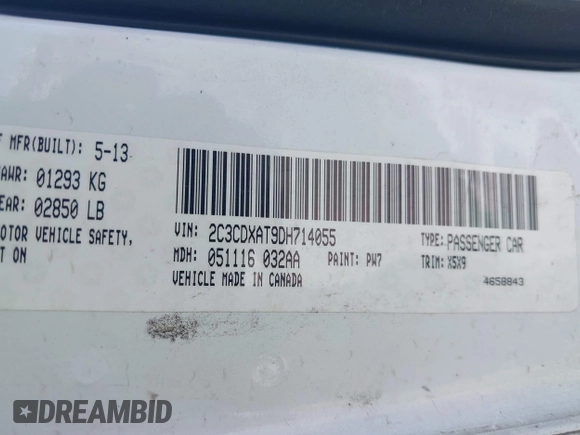 MFR(BUILT): 5-13
AWR: 01293 KG
EAR: 02850 LB
OTOR VEHICLE SAFETY,
T ON
VIN: 2C3CDXAT9DH714055
TYPE: PASSENGER CAR
MDH: 051116 032AA
PAINT: PW7
TRIM: X5X9
VEHICLE MADE IN CANADA
4658843
DREAMBID